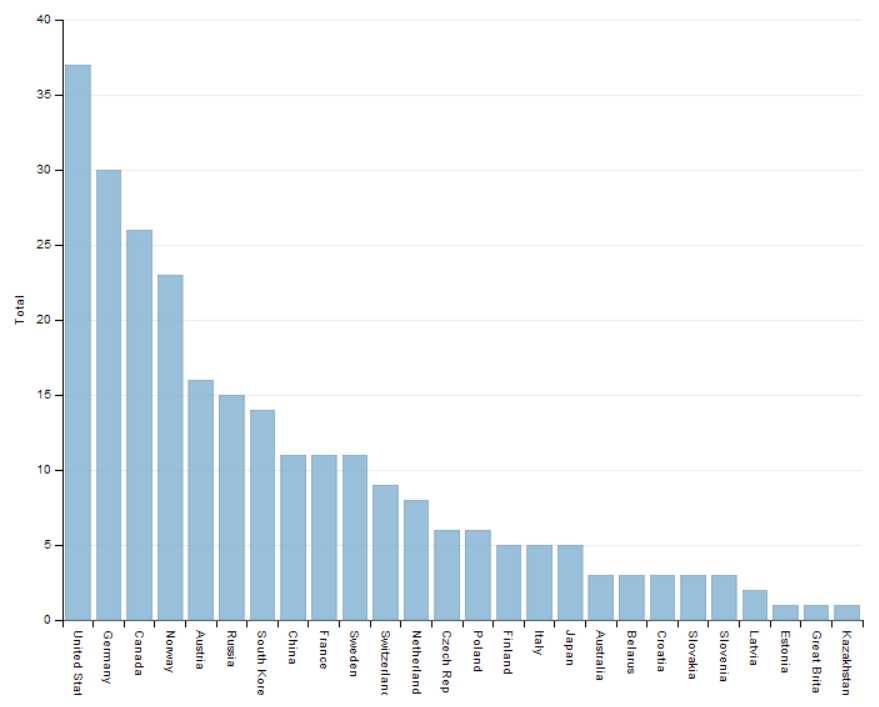 40
35
30
25
20
15
10
5
0
Total
United Stat
Germany
Canada
Norway
Austria
Russia
South Kore
China
France
Sweden
Switzerland
Netherland
Czech Rep
Poland
Finland
Italy
Japan
Australia
Belarus
Croatia
Slovakia
Slovenia
Latvia
Estonia
Great Brita
Kazakhstan